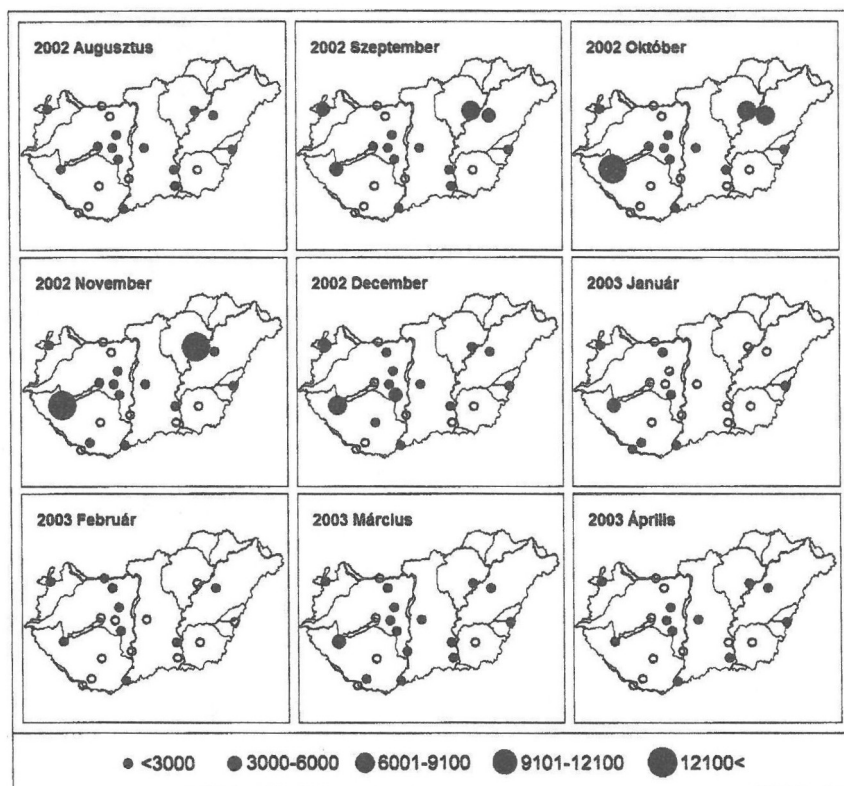 2002 Augusztus
2002 Szeptember
2002 Október
2002 November
2002 December
2003 Január
2003 Február
2003 Március
2003 Április
<3000 3000-6000 6001-9100 9101-12100 12100<